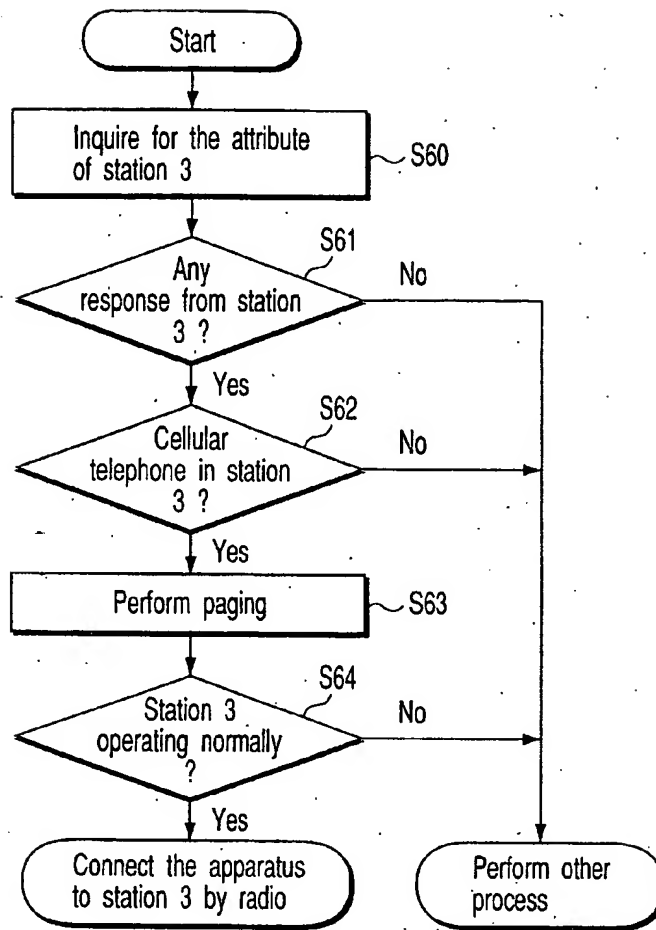 Start
Inquire for the attribute
of station 3
S60
S61
Any
response from station
3 ?
No
Yes
S62
Cellular
telephone in station
3 ?
No
Yes
Perform paging
S63
S64
Station 3
operating normally
?
No
Yes
Connect the apparatus
to station 3 by radio
Perform other
process